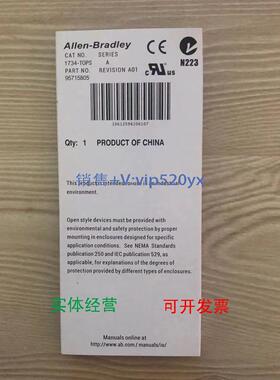 Allen-Bradley
CAT NO. SERIES
1734-TOPS A
PART NO. REVISION A01
95715805
c UL us
N223
Qty: 1 PRODUCT OF CHINA
销售+V:vip520yxy
This product is intended for use in an industrial
environment.
Open style devices must be provided with
environmental and safety protection by proper
mounting in enclosures designed for specific
application conditions. See NEMA Standards
publication 250 and IEC publication 529, as
applicable, for explanations of the degrees of
protection provided by different types of enclosures.
实体经营 可开发票
Manuals online at
http://www.ab.com/manuals/io/